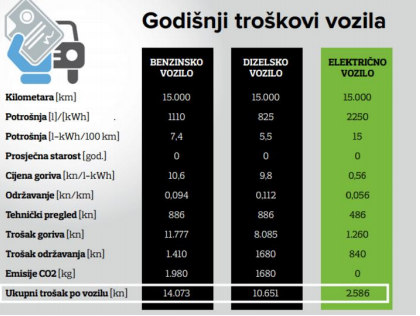 Godišnji troškovi vozila
BENZINSKO VOZILO DIZELSKO VOZILO ELEKTRIČNO VOZILO
Kilometara [km] 15.000 15.000 15.000
Potrošnja [l]/[kWh] 1110 825 2250
Potrošnja [l-kWh/100 km] 7,4 5,5 15
Prosječna starost [god.] 0 0 0
Cijena goriva [kn/l-kWh] 10,6 9,8 0,56
Održavanje [kn/km] 0,094 0,112 0,056
Tehnički pregled [kn] 886 886 486
Trošak goriva [kn] 11.777 8.085 1.260
Trošak održavanja [kn] 1.410 1680 840
Emisije CO2 [kg] 1.980 1680 0
Ukupni trošak po vozilu [kn] 14.073 10.651 2.586